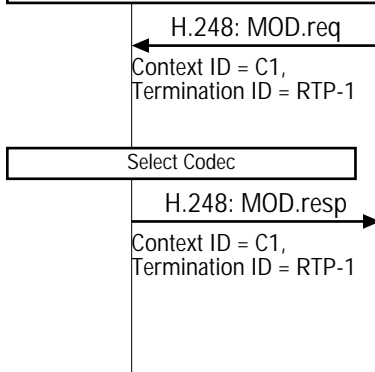 H.248: MOD.req
Context ID = C1,
Termination ID = RTP-1
Select Codec
H.248: MOD.resp
Context ID = C1,
Termination ID = RTP-1